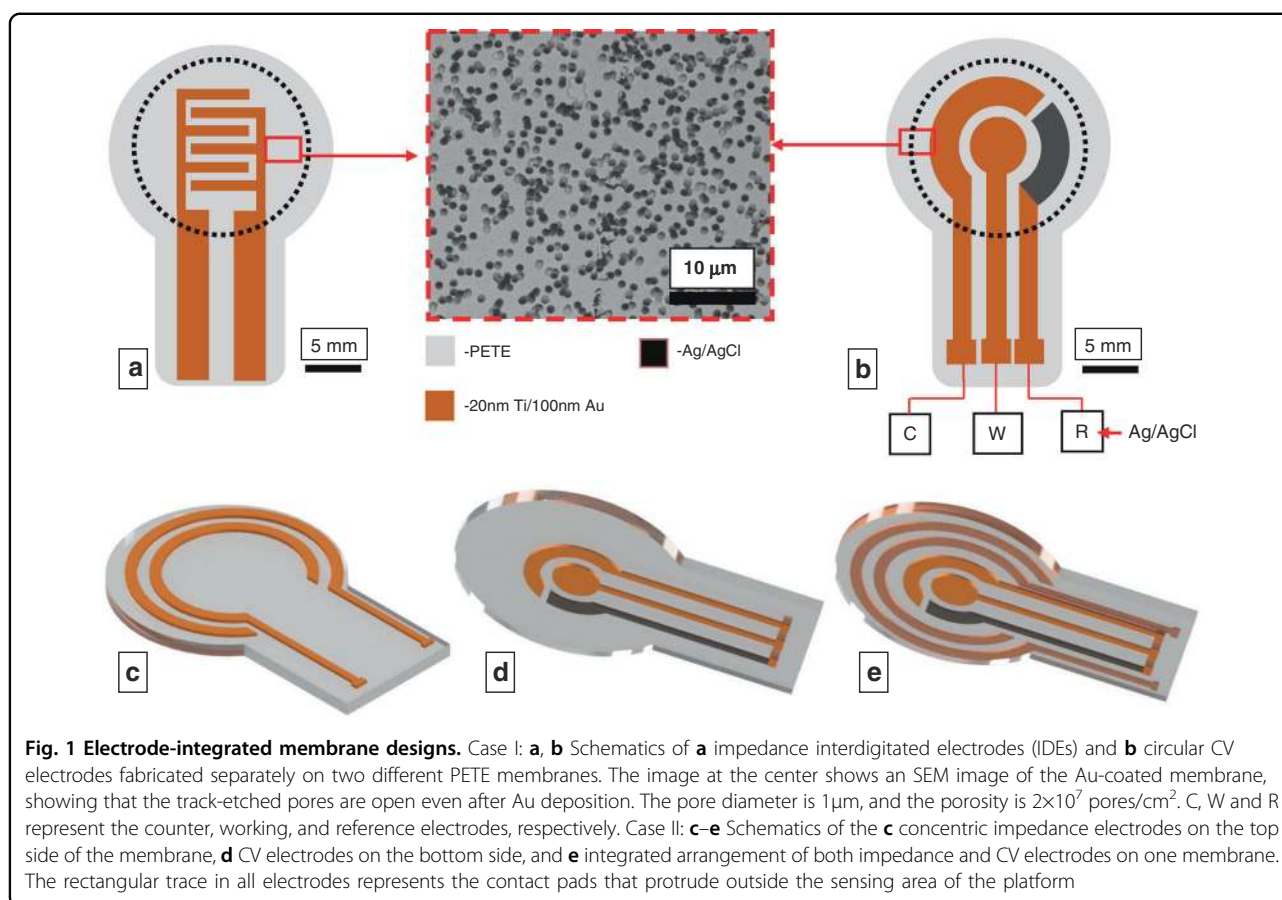 10 μm
5 mm
a
-PETE
-Ag/AgCl
-20nm Ti/100nm Au
5 mm
b
C
W
R
Ag/AgCl
c
d
e
Fig. 1 Electrode-integrated membrane designs. Case I: a, b Schematics of a impedance interdigitated electrodes (IDEs) and b circular CV
electrodes fabricated separately on two different PETE membranes. The image at the center shows an SEM image of the Au-coated membrane,
showing that the track-etched pores are open even after Au deposition. The pore diameter is 1μm, and the porosity is 2×10⁷ pores/cm². C, W and R
represent the counter, working, and reference electrodes, respectively. Case II: c–e Schematics of the c concentric impedance electrodes on the top
side of the membrane, d CV electrodes on the bottom side, and e integrated arrangement of both impedance and CV electrodes on one membrane.
The rectangular trace in all electrodes represents the contact pads that protrude outside the sensing area of the platform